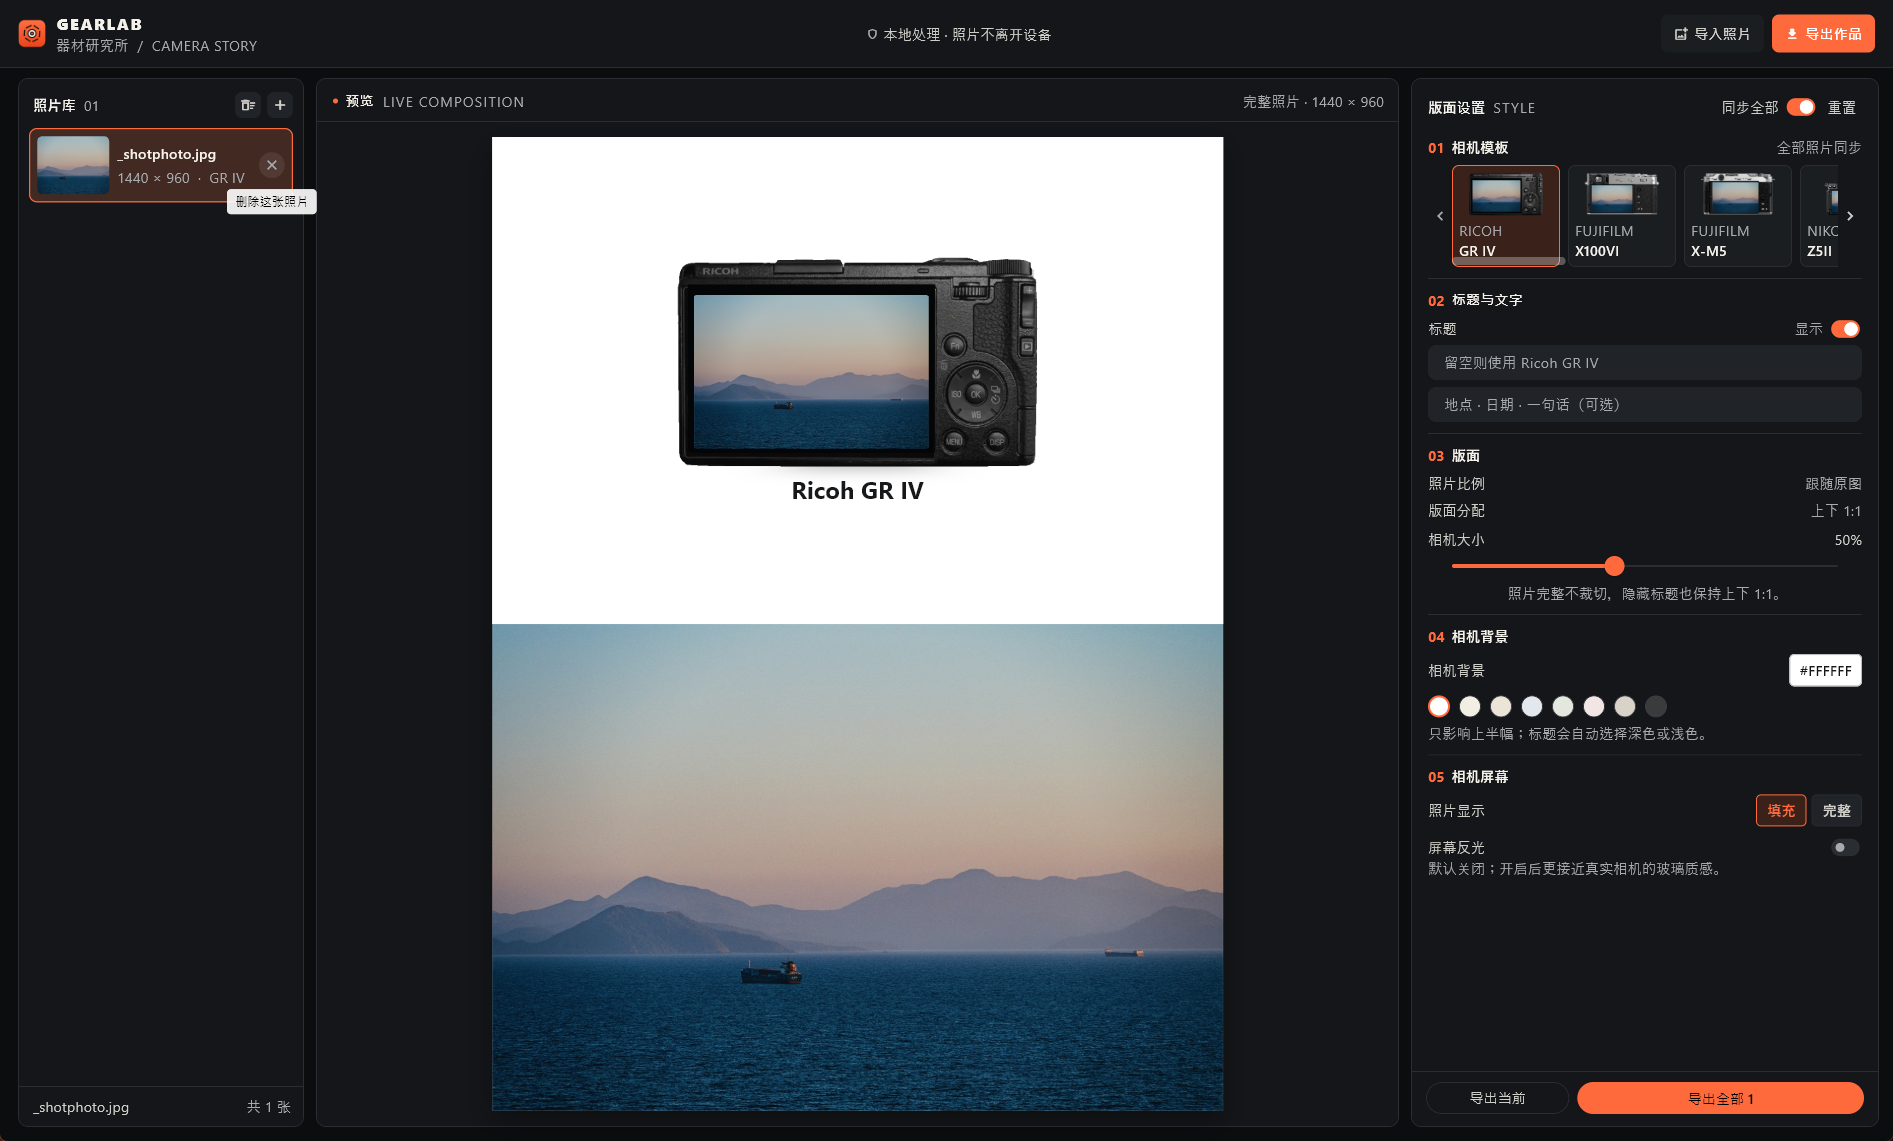 GEARLAB
器材研究所 / CAMERA STORY
本地处理 · 照片不离开设备
导入照片
导出作品
照片库 01
_shotphoto.jpg
1440 × 960 · GR IV
删除这张照片
_shotphoto.jpg
共 1 张
预览 LIVE COMPOSITION
完整照片 · 1440 × 960
RICOH
Fn
ISO
OK
WB
MENU
DISP
Ricoh GR IV
版面设置 STYLE
同步全部
重置
01 相机模板
全部照片同步
RICOH
GR IV
FUJIFILM
X100VI
FUJIFILM
X-M5
NIKO
Z5II
02 标题与文字
标题
显示
留空则使用 Ricoh GR IV
地点 · 日期 · 一句话（可选）
03 版面
照片比例
跟随原图
版面分配
上下 1:1
相机大小
50%
照片完整不裁切，隐藏标题也保持上下 1:1。
04 相机背景
相机背景
#FFFFFF
只影响上半幅；标题会自动选择深色或浅色。
05 相机屏幕
照片显示
填充
完整
屏幕反光
默认关闭；开启后更接近真实相机的玻璃质感。
导出当前
导出全部 1